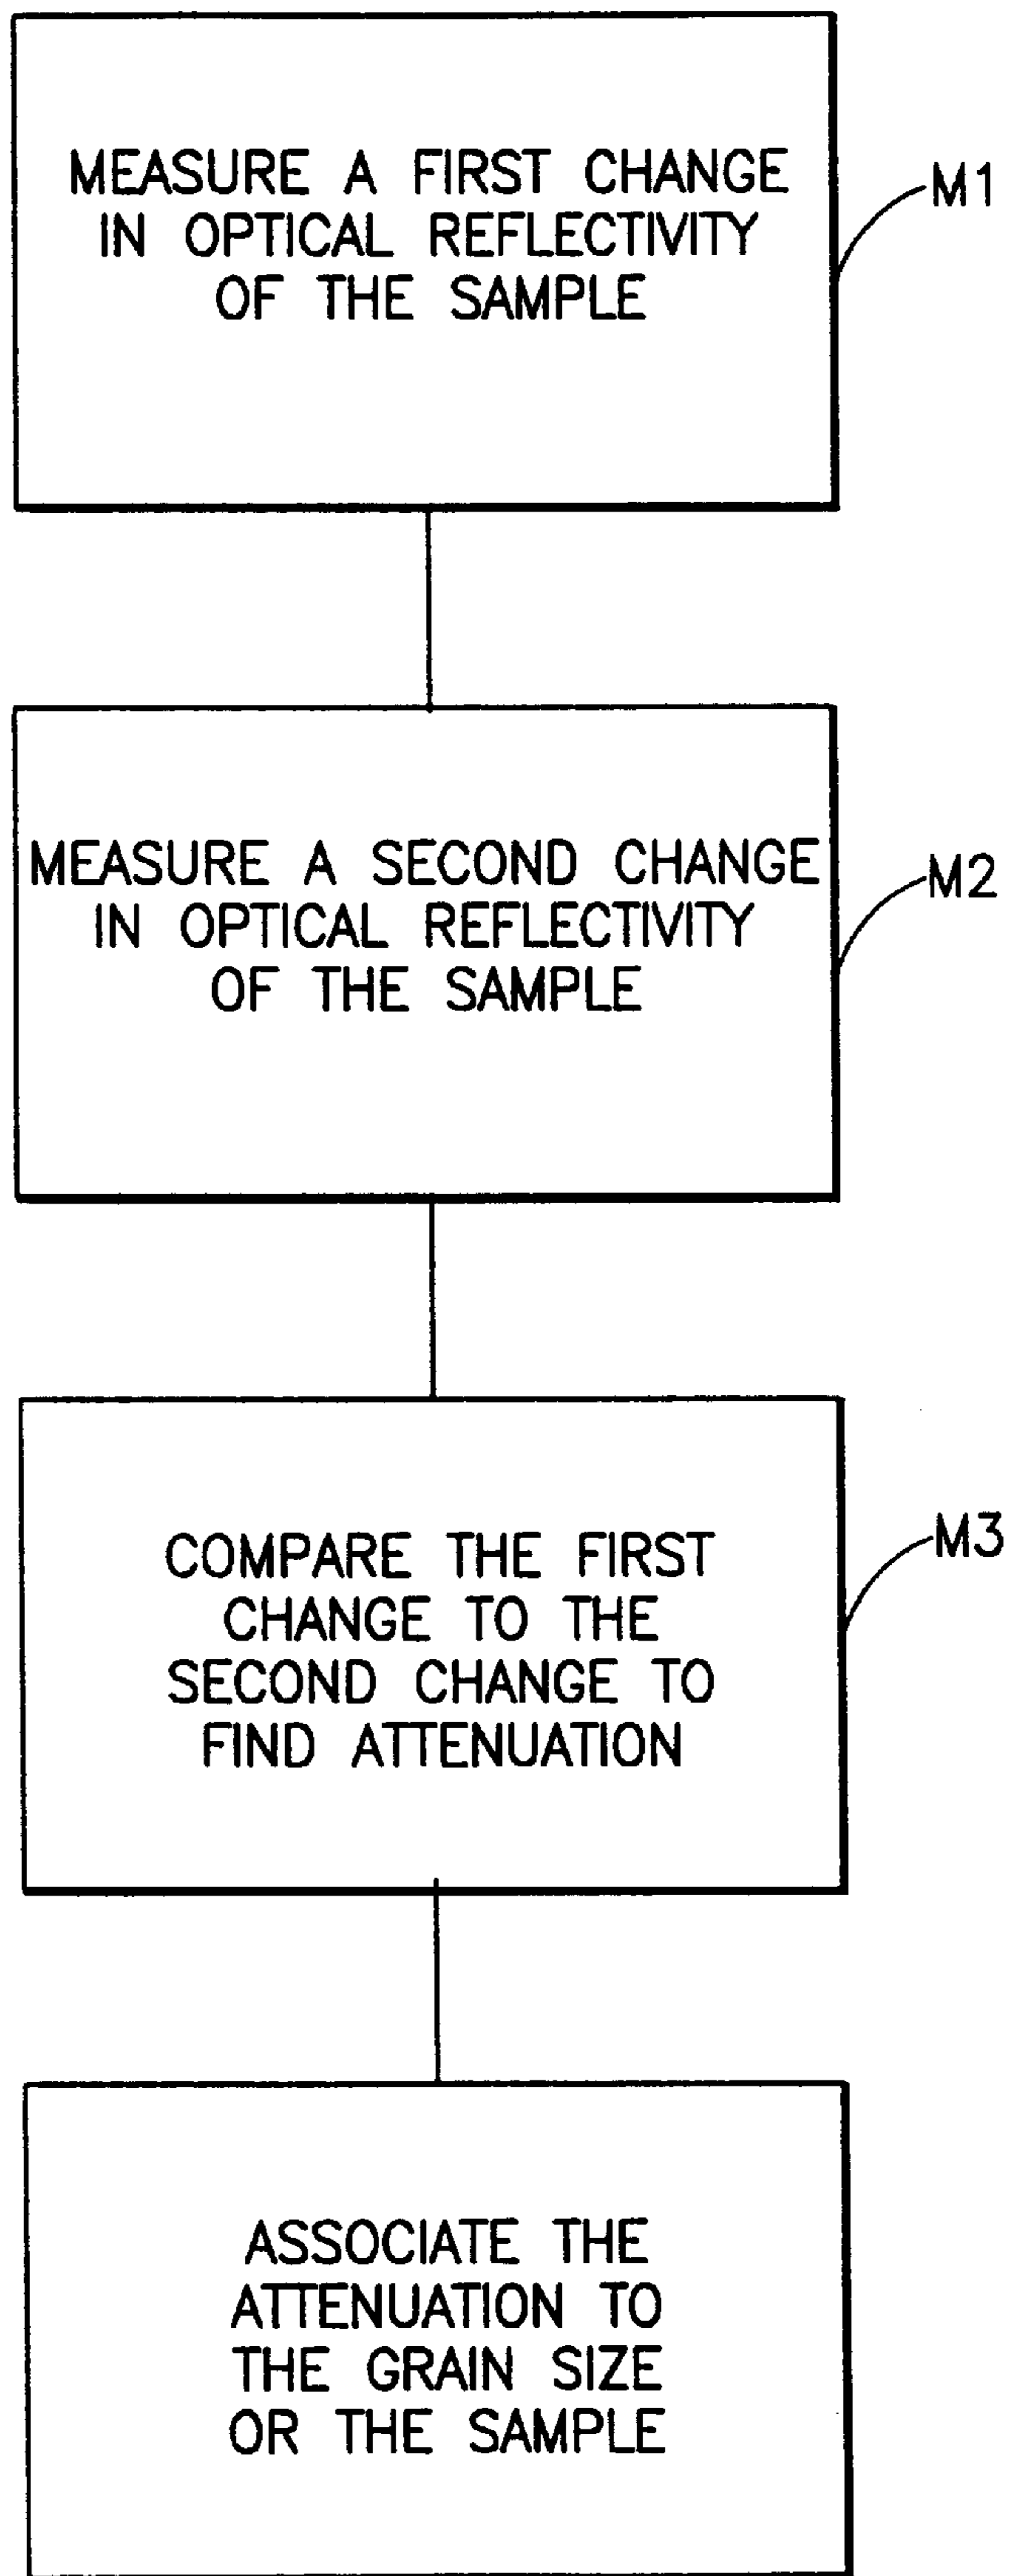 MEASURE A FIRST CHANGE
IN OPTICAL REFLECTIVITY
OF THE SAMPLE
M1
MEASURE A SECOND CHANGE
IN OPTICAL REFLECTIVITY
OF THE SAMPLE
M2
COMPARE THE FIRST
CHANGE TO THE
SECOND CHANGE TO
FIND ATTENUATION
M3
ASSOCIATE THE
ATTENUATION TO
THE GRAIN SIZE
OR THE SAMPLE